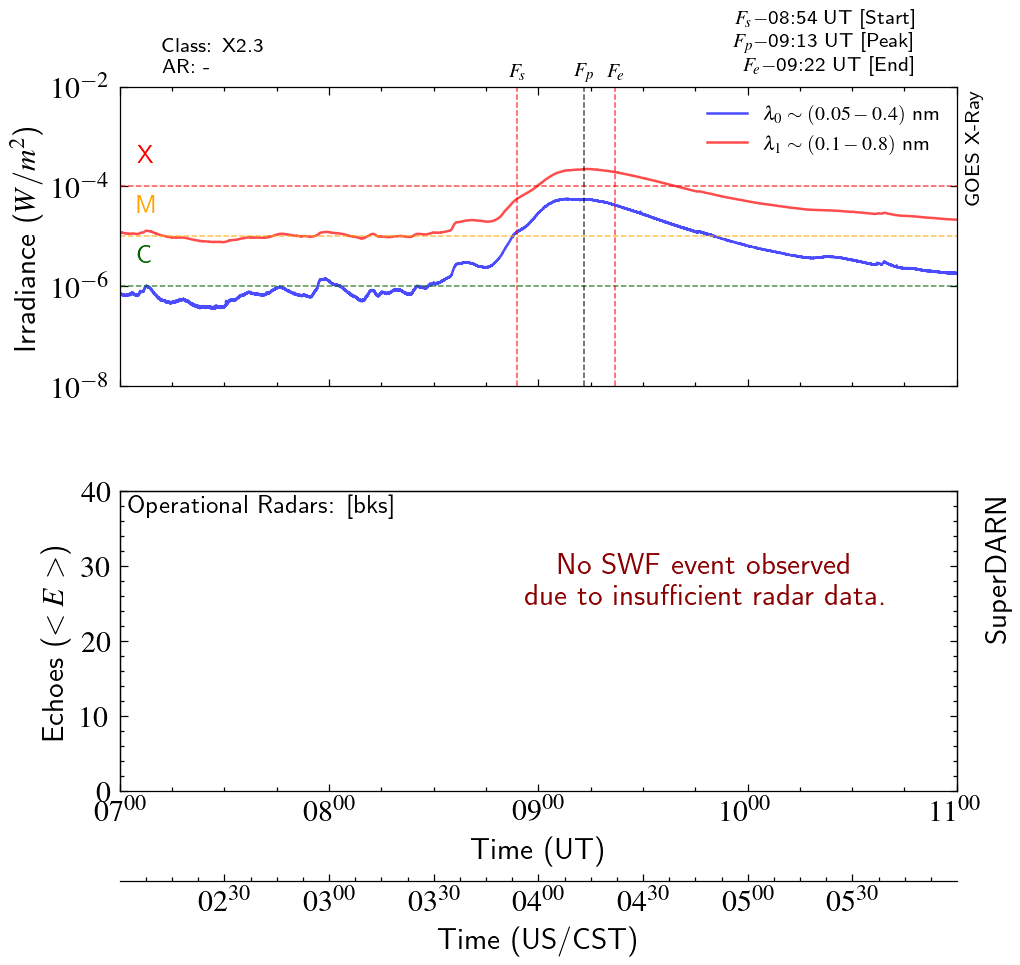 Class: X2.3
AR: -
Fs−08:54 UT [Start]
Fp−09:13 UT [Peak]
Fe−09:22 UT [End]
Fs Fp Fe
λ0 ∼ (0.05 − 0.4) nm
λ1 ∼ (0.1 − 0.8) nm
X
M
C
10−2
10−4
10−6
10−8
Irradiance (W/m2)
GOES X-Ray
Operational Radars: [bks]
No SWF event observed
due to insufficient radar data.
40
30
20
10
0
Echoes (< E >)
SuperDARN
0700 0800 0900 1000 1100
Time (UT)
0230 0300 0330 0400 0430 0500 0530
Time (US/CST)